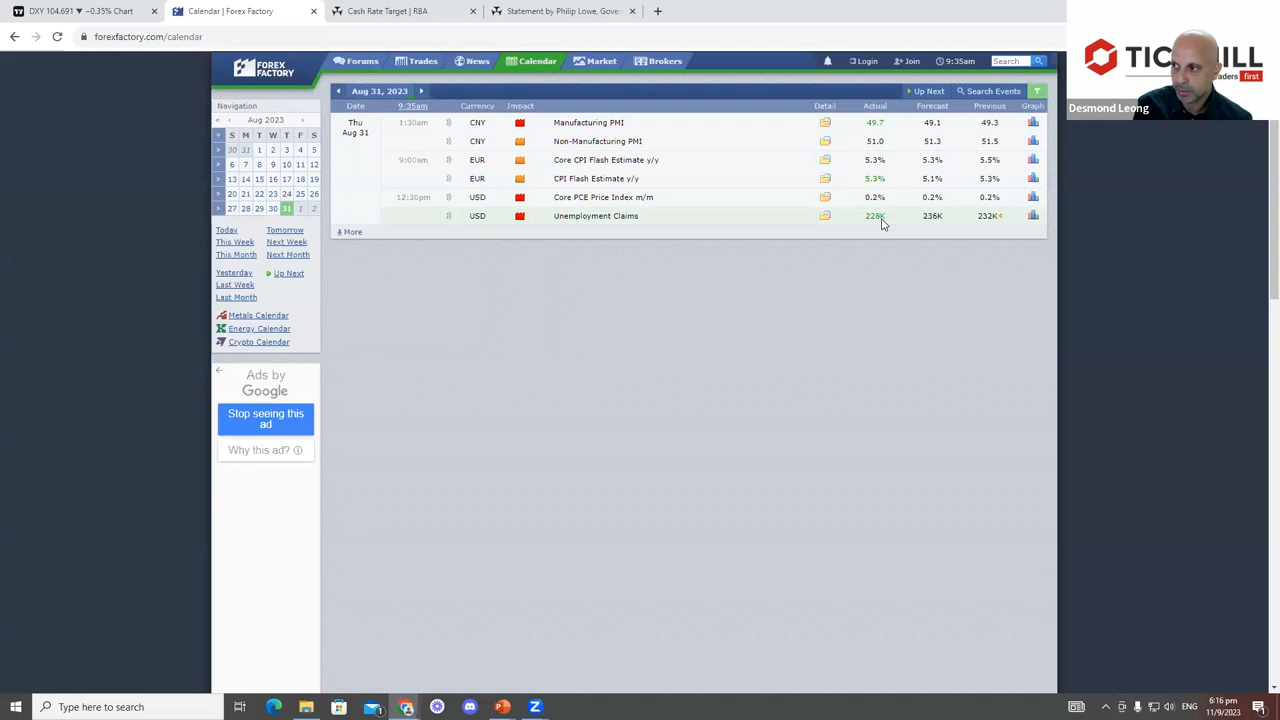 DXY 104.691 ▼ −0.35% Chart
Calendar | Forex Factory
Cash Rate Target | RBA
Statement by Philip Lowe, Gover
forexfactory.com/calendar
FOREX FACTORY
Forums
Trades
News
Calendar
Market
Brokers
Login
Join
9:35am
Search
TIC ILL
aders first
Desmond Leong
Navigation
Aug 2023
S M T W T F S
30 31 1 2 3 4 5
6 7 8 9 10 11 12
13 14 15 16 17 18 19
20 21 22 23 24 25 26
27 28 29 30 31 1 2
Today Tomorrow
This Week Next Week
This Month Next Month
Yesterday Up Next
Last Week
Last Month
Metals Calendar
Energy Calendar
Crypto Calendar
Ads by
Google
Stop seeing this
ad
Why this ad?
Aug 31, 2023 Up Next Search Events
Date 9:35am Currency Impact Detail Actual Forecast Previous Graph
Thu Aug 31 1:30am CNY Manufacturing PMI 49.7 49.1 49.3
CNY Non-Manufacturing PMI 51.0 51.3 51.5
9:00am EUR Core CPI Flash Estimate y/y 5.3% 5.3% 5.5%
EUR CPI Flash Estimate y/y 5.3% 5.1% 5.3%
12:30pm USD Core PCE Price Index m/m 0.2% 0.2% 0.2%
USD Unemployment Claims 228K 236K 232K
More
Type here to search
6:16 pm
11/9/2023